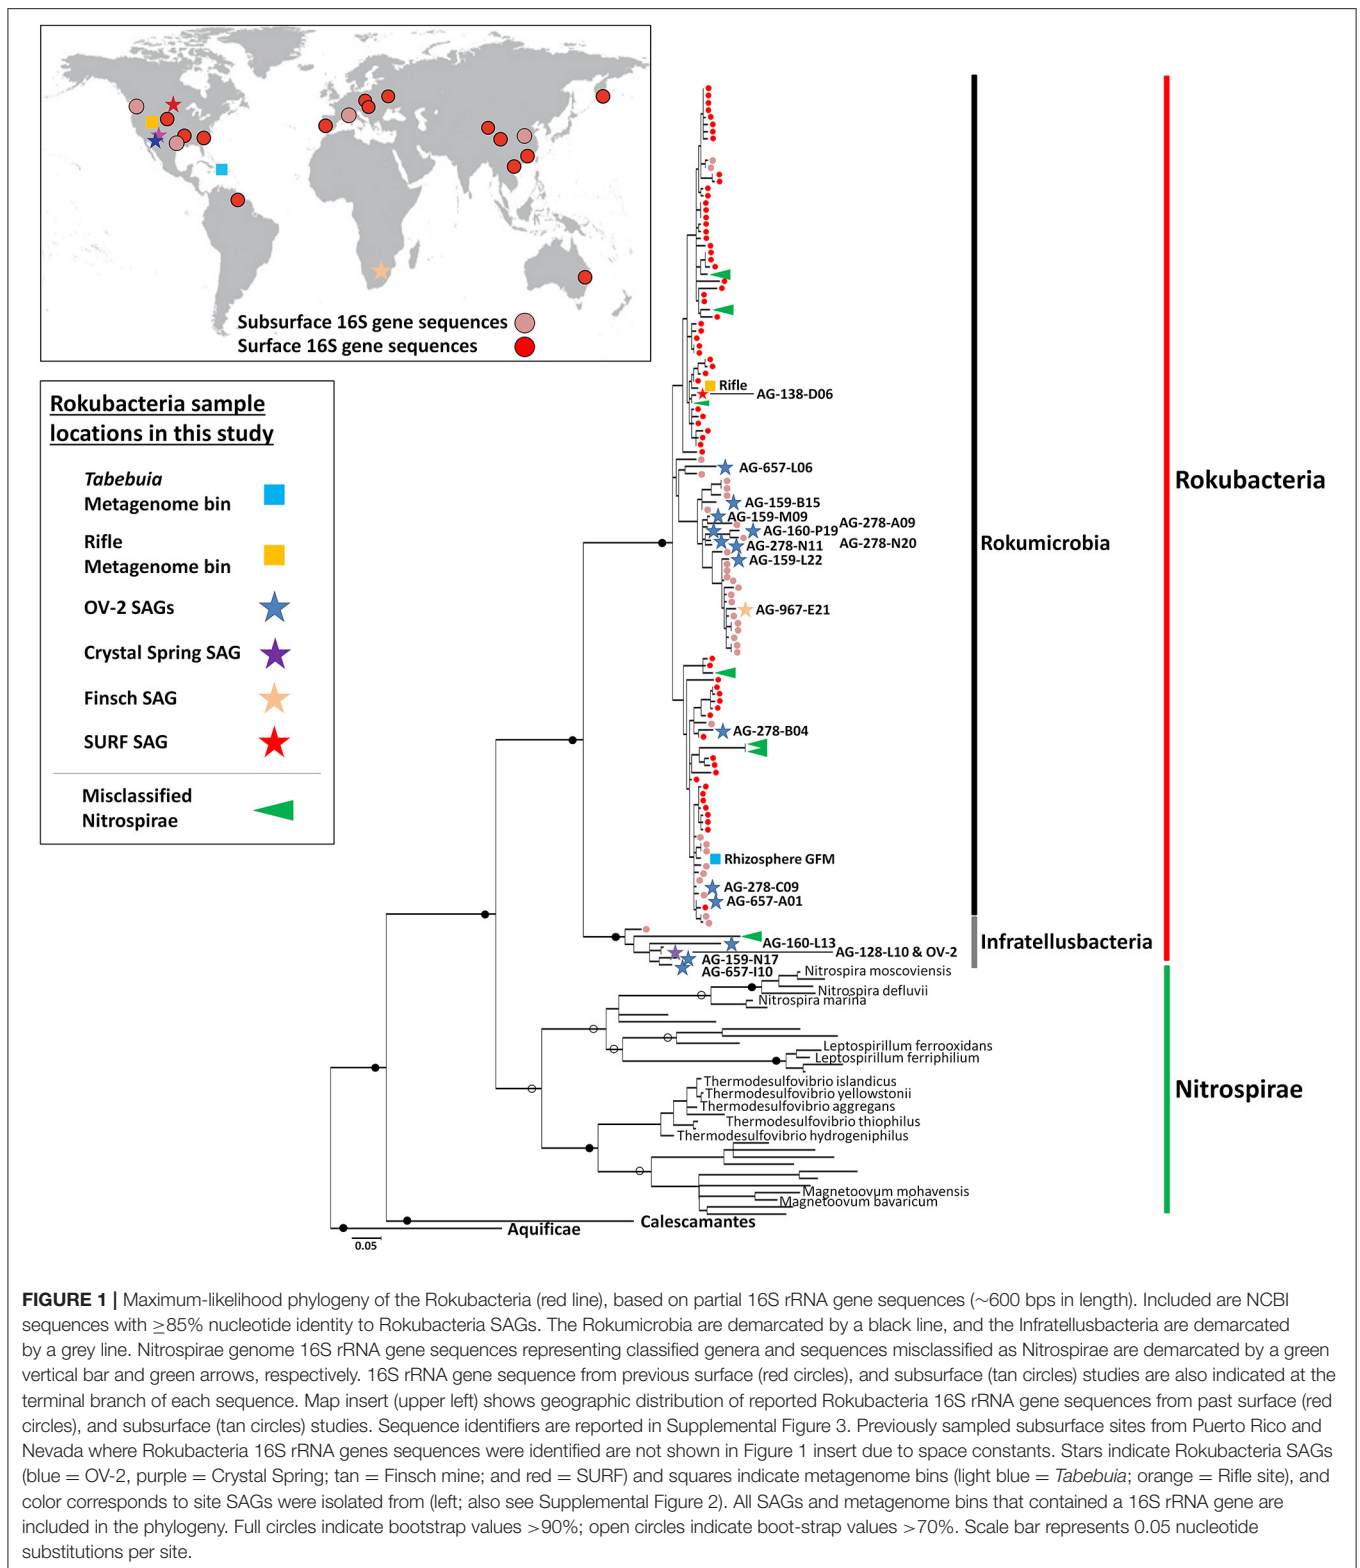 Subsurface 16S gene sequences
Surface 16S gene sequences
Rokubacteria sample
locations in this study
Tabebuia
Metagenome bin
Rifle
Metagenome bin
OV-2 SAGs
Crystal Spring SAG
Finsch SAG
SURF SAG
Misclassified
Nitrospirae
Rifle
AG-138-D06
AG-657-L06
AG-159-B15
AG-159-M09
AG-278-A09
AG-160-P19
AG-278-N11
AG-278-N20
AG-159-L22
AG-967-E21
AG-278-B04
Rhizosphere GFM
AG-278-C09
AG-657-A01
AG-160-L13
AG-128-L10 & OV-2
AG-159-N17
AG-657-I10
Rokumicrobia
Infratellusbacteria
Rokubacteria
Nitrospira moscoviensis
Nitrospira defluvii
Nitrospira marina
Leptospirillum ferrooxidans
Leptospirillum ferriphilium
Thermodesulfovibrio islandicus
Thermodesulfovibrio yellowstonii
Thermodesulfovibrio aggregans
Thermodesulfovibrio thiophilus
Thermodesulfovibrio hydrogeniphilus
Magnetoovum mohavensis
Magnetoovum bavaricum
Nitrospirae
Calescamantes
Aquificae
0.05
FIGURE 1 | Maximum-likelihood phylogeny of the Rokubacteria (red line), based on partial 16S rRNA gene sequences (~600 bps in length). Included are NCBI
sequences with ≥85% nucleotide identity to Rokubacteria SAGs. The Rokumicrobia are demarcated by a black line, and the Infratellusbacteria are demarcated
by a grey line. Nitrospirae genome 16S rRNA gene sequences representing classified genera and sequences misclassified as Nitrospirae are demarcated by a green
vertical bar and green arrows, respectively. 16S rRNA gene sequence from previous surface (red circles), and subsurface (tan circles) studies are also indicated at the
terminal branch of each sequence. Map insert (upper left) shows geographic distribution of reported Rokubacteria 16S rRNA gene sequences from past surface (red
circles), and subsurface (tan circles) studies. Sequence identifiers are reported in Supplemental Figure 3. Previously sampled subsurface sites from Puerto Rico and
Nevada where Rokubacteria 16S rRNA genes sequences were identified are not shown in Figure 1 insert due to space constants. Stars indicate Rokubacteria SAGs
(blue = OV-2, purple = Crystal Spring; tan = Finsch mine; and red = SURF) and squares indicate metagenome bins (light blue = Tabebuia; orange = Rifle site), and
color corresponds to site SAGs were isolated from (left; also see Supplemental Figure 2). All SAGs and metagenome bins that contained a 16S rRNA gene are
included in the phylogeny. Full circles indicate bootstrap values >90%; open circles indicate boot-strap values >70%. Scale bar represents 0.05 nucleotide
substitutions per site.